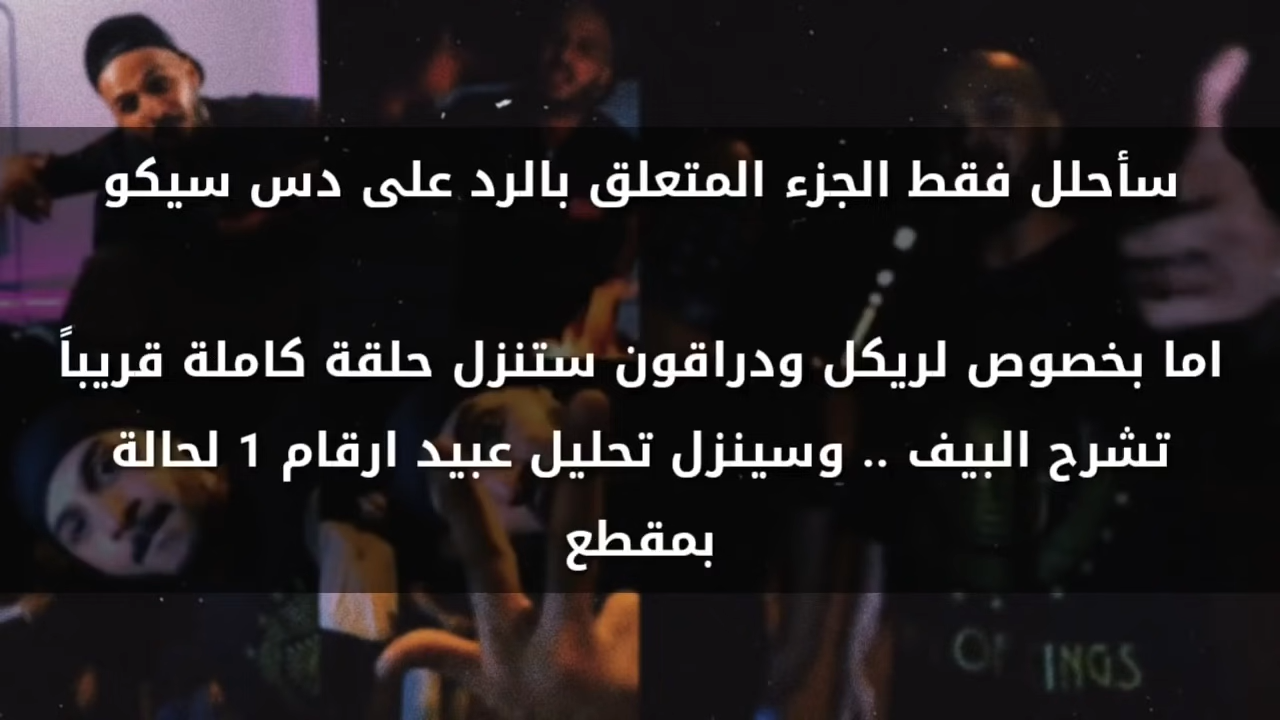 سأحلل فقط الجزء المتعلق بالرد على دس سيكو
اما بخصوص لريكل ودراقون ستنزل حلقة كاملة قريباً
تشرح البيف .. وسينزل تحليل عبيد ارقام 1 لحالة
بمقطع
INGS